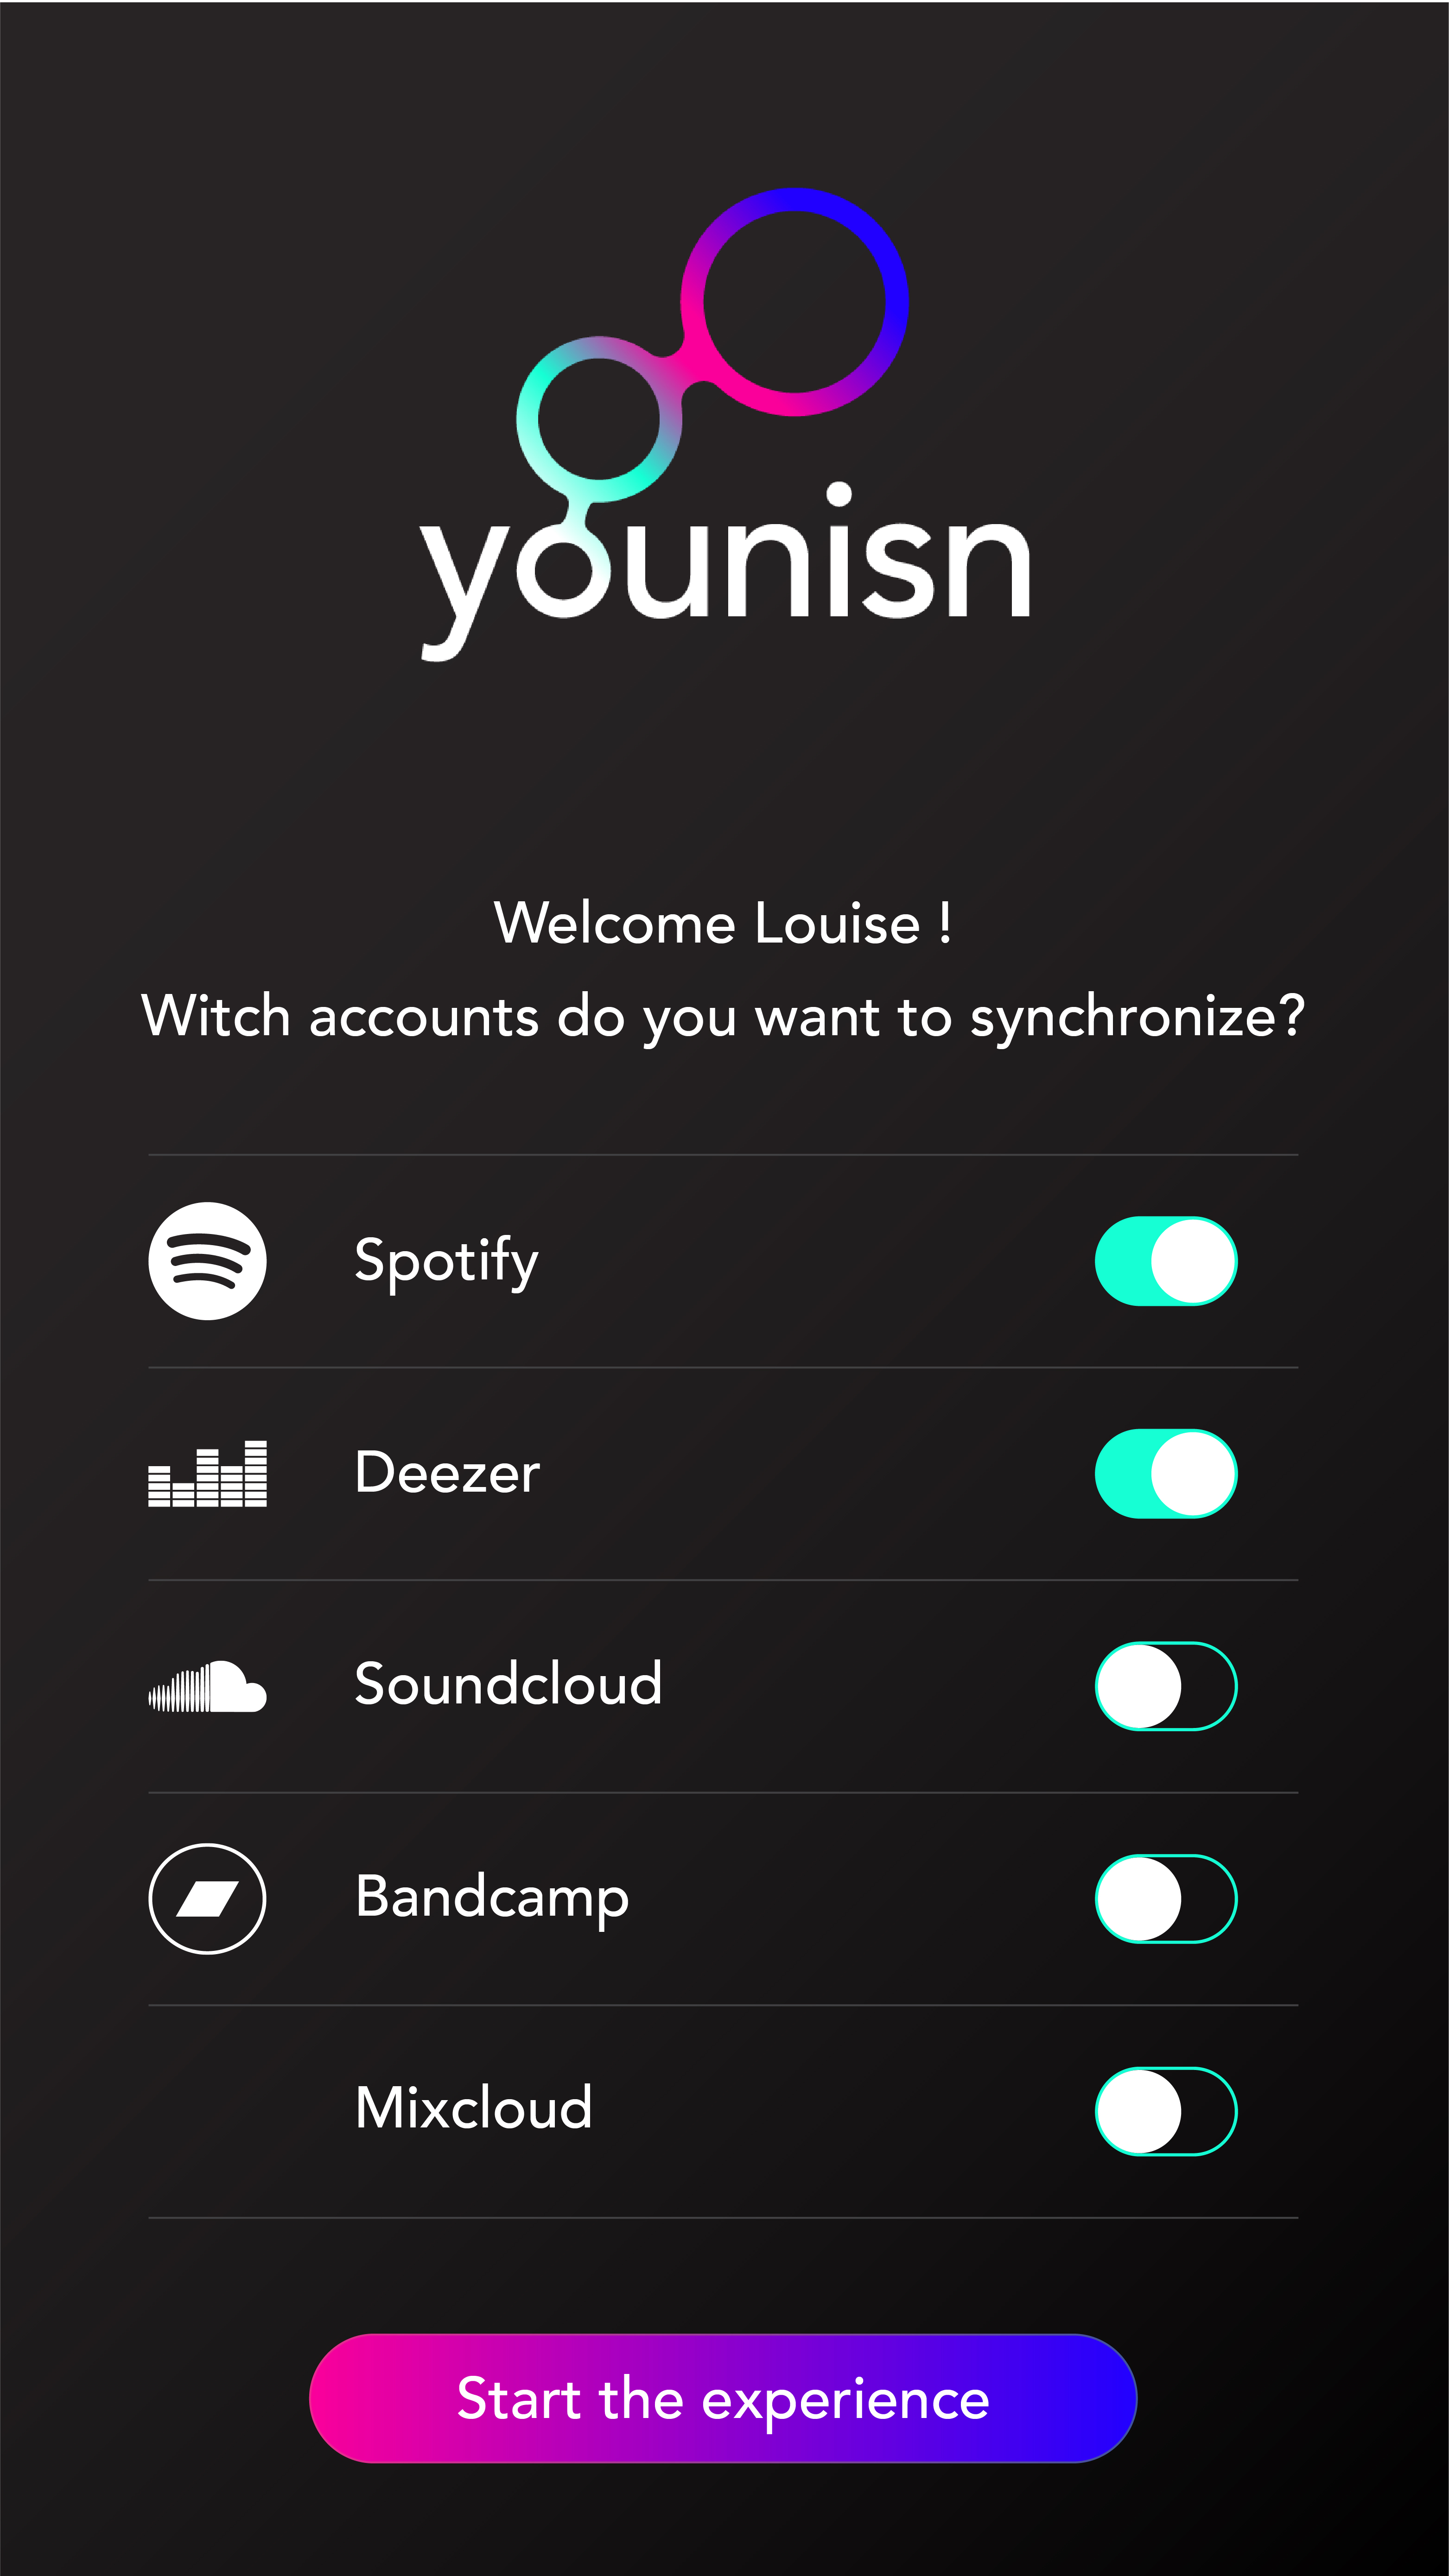 younisn
Welcome Louise !
Witch accounts do you want to synchronize?
Spotify
Deezer
Soundcloud
Bandcamp
Mixcloud
Start the experience